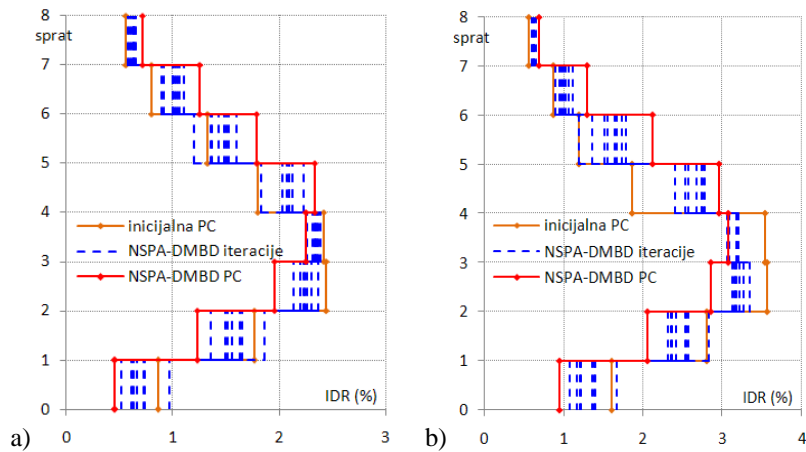 8
sprat
7
6
5
4
3
2
1
0
inicijalna PC
NSPA-DMBD iteracije
NSPA-DMBD PC
IDR (%)
0 1 2 3
a)
8
sprat
7
6
5
4
3
2
1
0
inicijalna PC
NSPA-DMBD iteracije
NSPA-DMBD PC
IDR (%)
0 1 2 3 4
b)